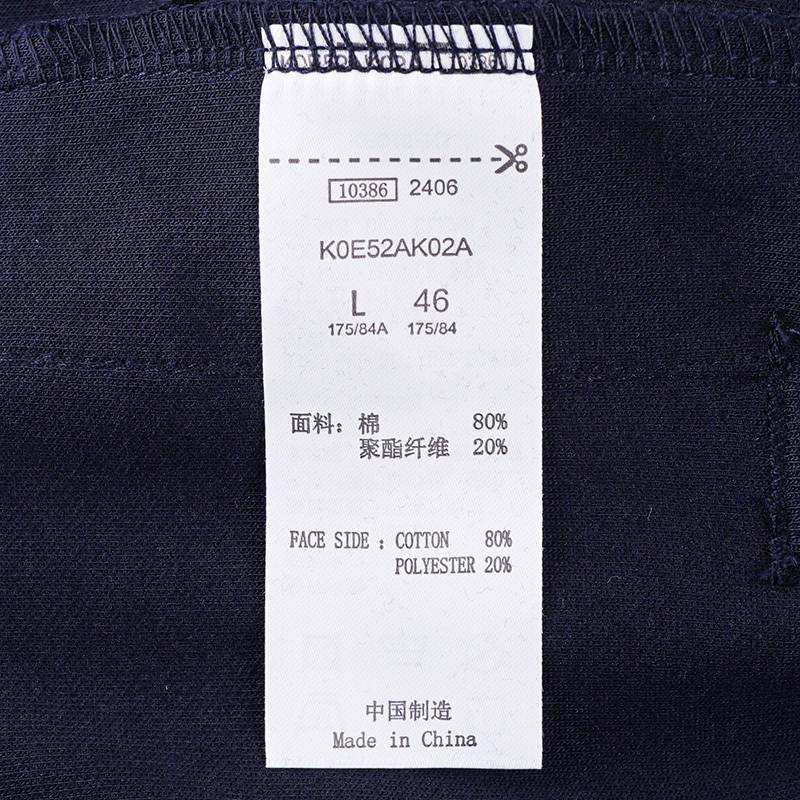 10386 2406
K0E52AK02A
L 46
175/84A 175/84
面料：棉 80%
聚酯纤维 20%
FACE SIDE : COTTON 80%
POLYESTER 20%
中国制造
Made in China